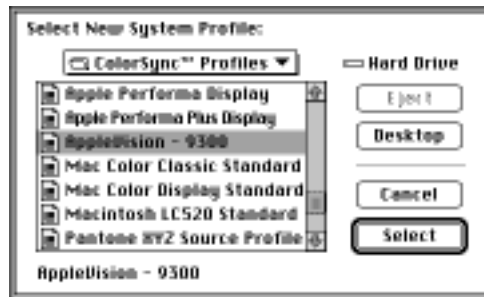 Select New System Profile:
ColorSync™ Profiles
Hard Drive
Apple Performa Display
Apple Performa Plus Display
AppleVision - 9300
Mac Color Classic Standard
Mac Color Display Standard
Macintosh LC520 Standard
Pantone XYZ Source Profile
Eject
Desktop
Cancel
Select
AppleVision - 9300